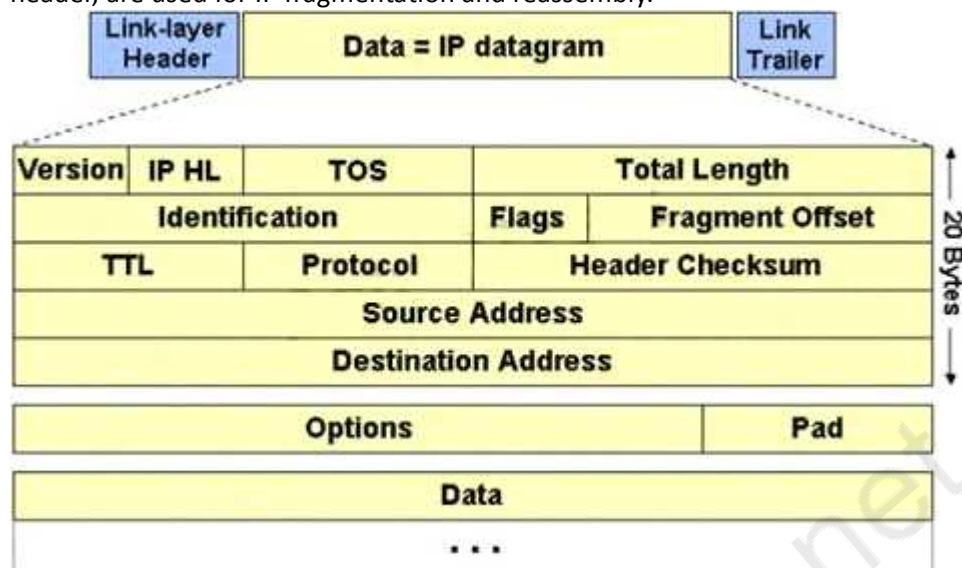 header, are used for IP fragmentation and reassembly.
Link-layer Header
Data = IP datagram
Link Trailer
Version IP HL TOS Total Length
Identification Flags Fragment Offset
TTL Protocol Header Checksum
Source Address
Destination Address
20 Bytes
Options Pad
Data
. . .
net